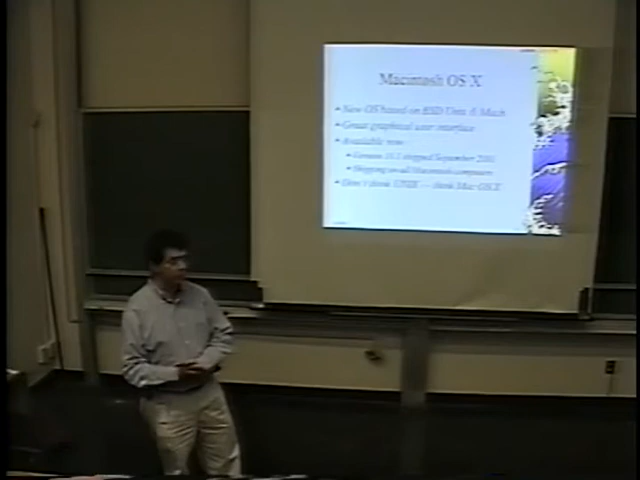 Macintosh OS X
New OS based on BSD Unix & Mach
Great graphical user interface
Available now
Version 10.1 shipped September 2001
Shipping on all Macintosh computers
Don't think UNIX — think Mac OS X